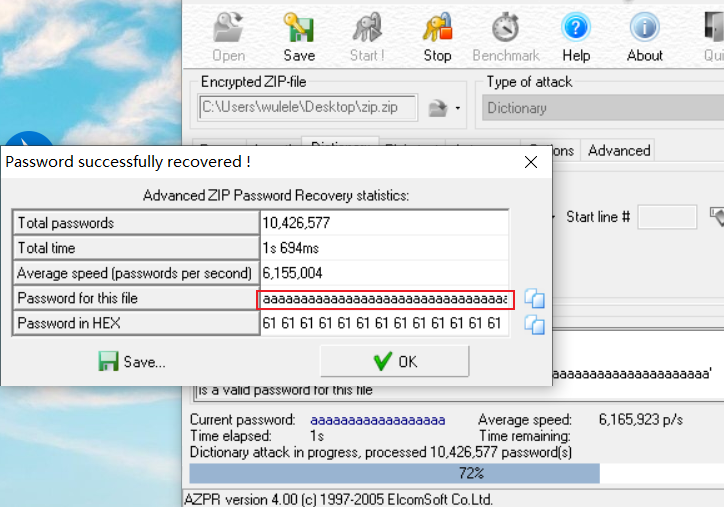 Open Save Start ! Stop Benchmark Help About
Encrypted ZIP-file
Type of attack
C:\Users\wulele\Desktop\zip.zip
Dictionary
Advanced
Password successfully recovered !
Start line #
Advanced ZIP Password Recovery statistics:
Total passwords 10,426,577
Total time 1s 694ms
Average speed (passwords per second) 6,155,004
Password for this file
Password in HEX 61 61 61 61 61 61 61 61 61 61 61 61 61
Save... OK
is a valid password for this file
Current password: aaaaaaaaaaaaaaaaaa Average speed: 6,165,923 p/s
Time elapsed: 1s Time remaining:
Dictionary attack in progress, processed 10,426,577 password(s)
72%
AZPR version 4.00 (c) 1997-2005 ElcomSoft Co.Ltd.